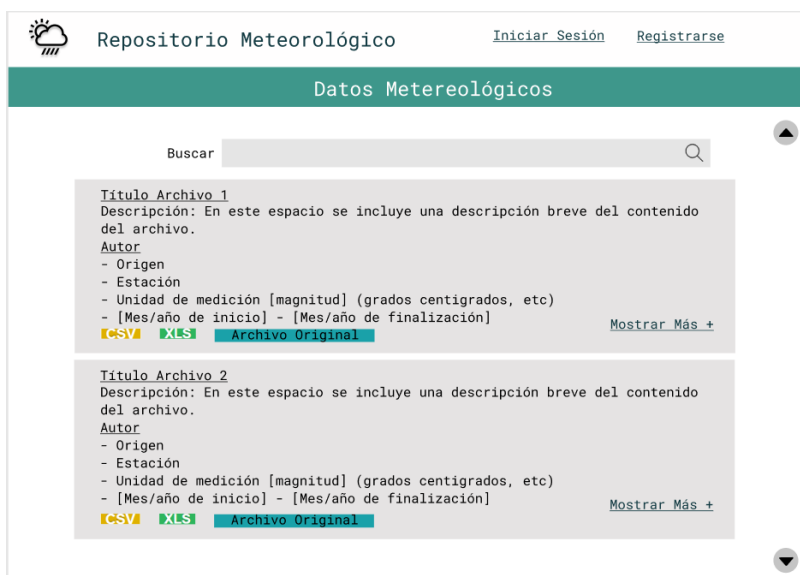 Repositorio Meteorológico
Iniciar Sesión
Registrarse
Datos Metereológicos
Buscar
Título Archivo 1
Descripción: En este espacio se incluye una descripción breve del contenido
del archivo.
Autor
- Origen
- Estación
- Unidad de medición [magnitud] (grados centigrados, etc)
- [Mes/año de inicio] - [Mes/año de finalización]
Mostrar Más +
CSV XLS Archivo Original
Título Archivo 2
Descripción: En este espacio se incluye una descripción breve del contenido
del archivo.
Autor
- Origen
- Estación
- Unidad de medición [magnitud] (grados centigrados, etc)
- [Mes/año de inicio] - [Mes/año de finalización]
Mostrar Más +
CSV XLS Archivo Original